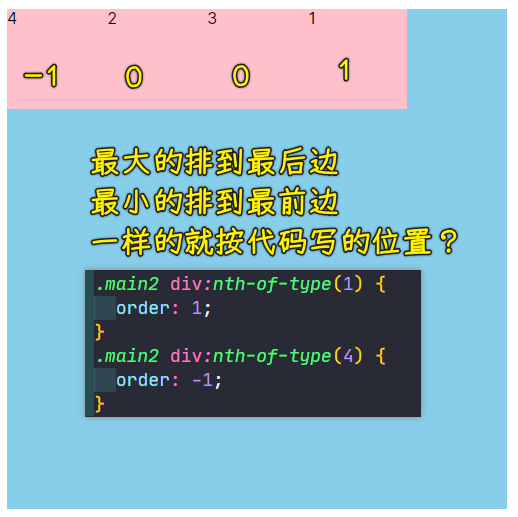 4 2 3 1
-1 0 0 1
最大的排到最后边
最小的排到最前边
一样的就按代码写的位置？
.main2 div:nth-of-type(1) {
  order: 1;
}
.main2 div:nth-of-type(4) {
  order: -1;
}